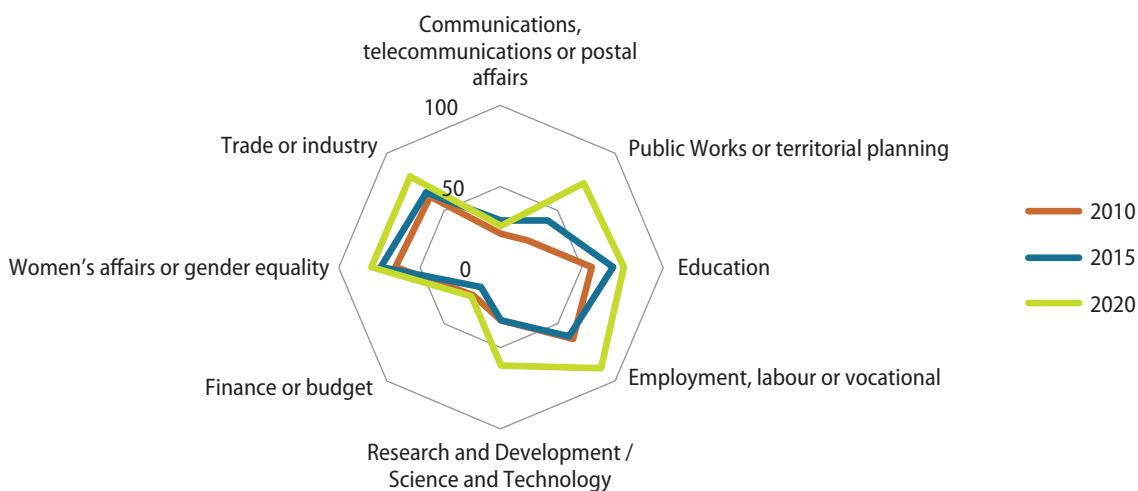 Communications,
telecommunications or postal
affairs
100
Trade or industry
Public Works or territorial planning
50
2010
Women’s affairs or gender equality
0
Education
2015
2020
Finance or budget
Employment, labour or vocational
Research and Development /
Science and Technology